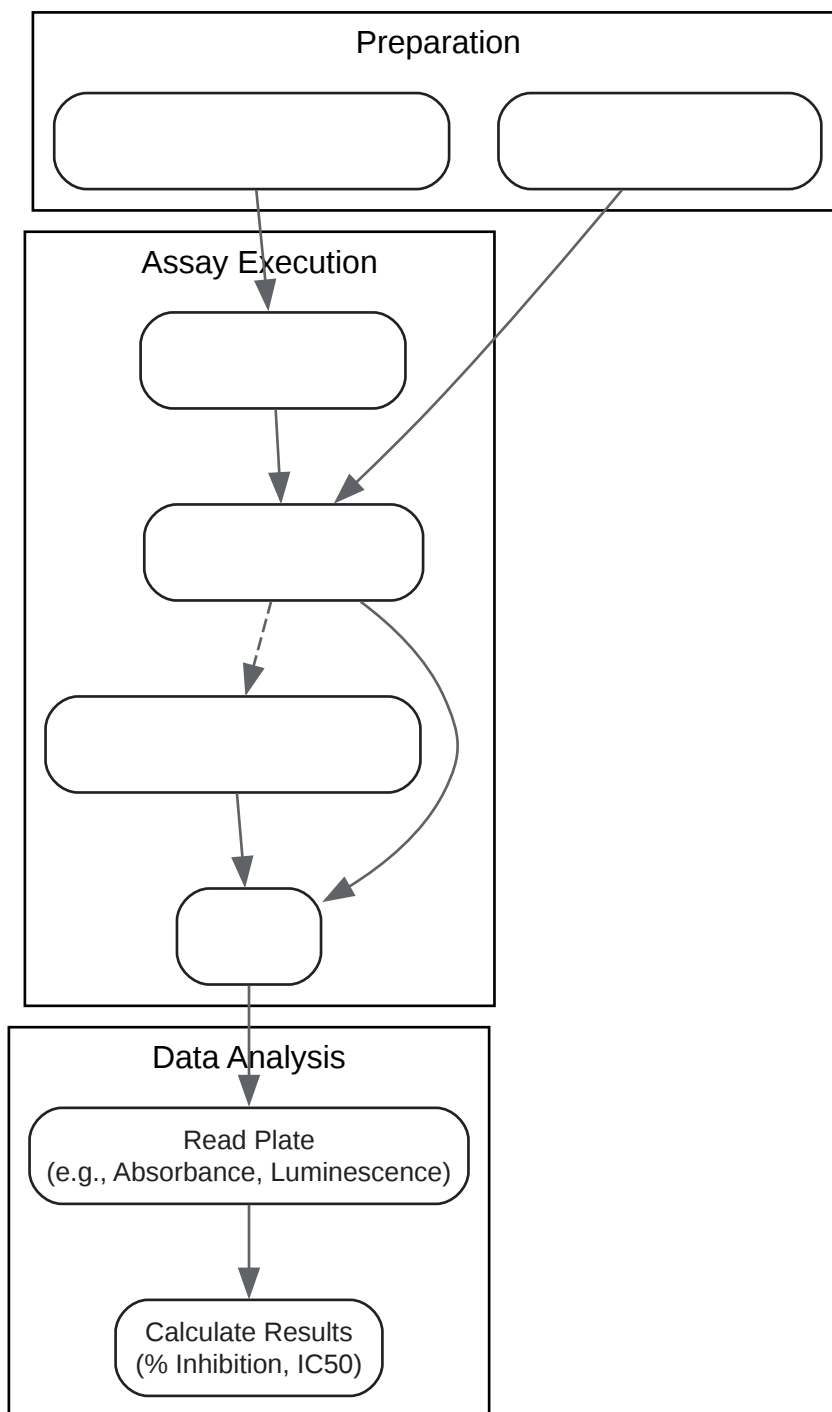 Preparation
Assay Execution
Data Analysis
Read Plate
(e.g., Absorbance, Luminescence)
Calculate Results
(% Inhibition, IC50)